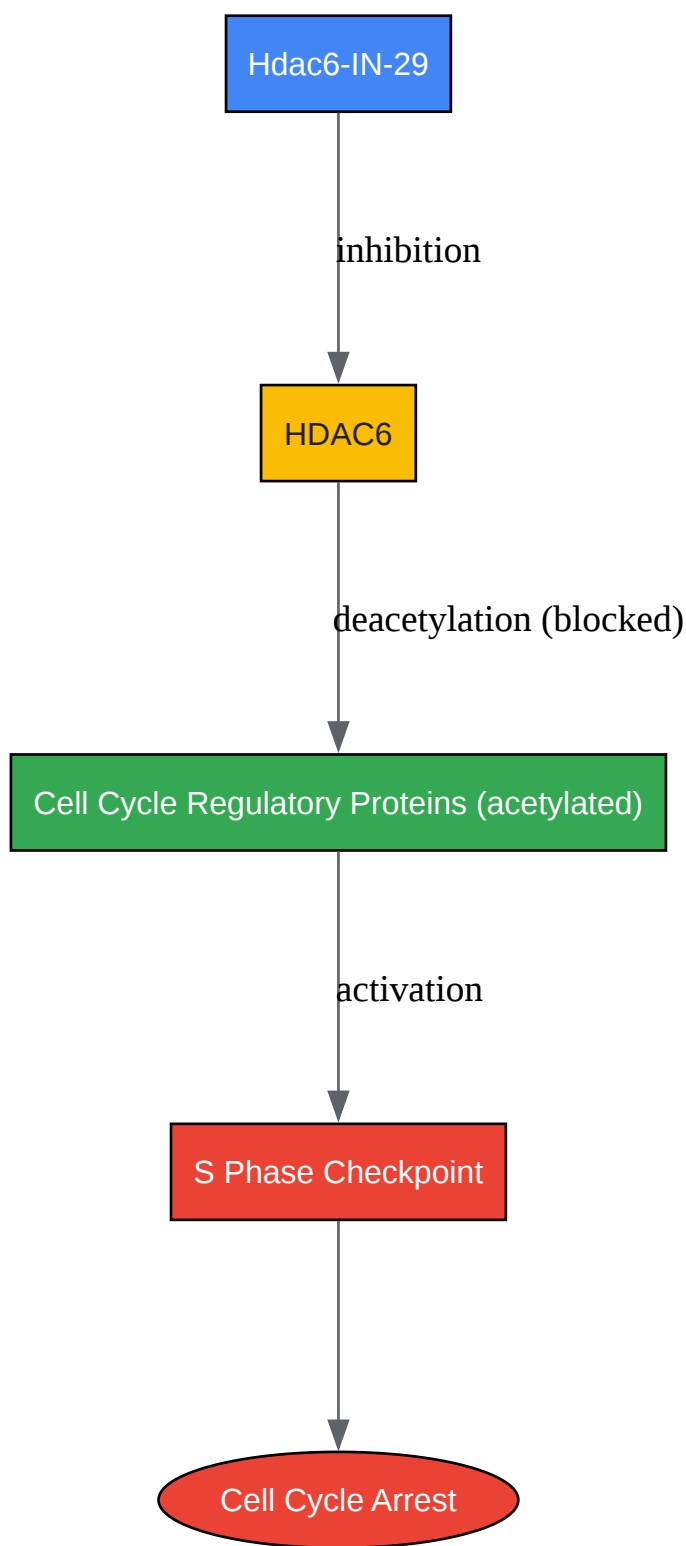 Hdac6-IN-29
inhibition
HDAC6
deacetylation (blocked)
Cell Cycle Regulatory Proteins (acetylated)
activation
S Phase Checkpoint
Cell Cycle Arrest